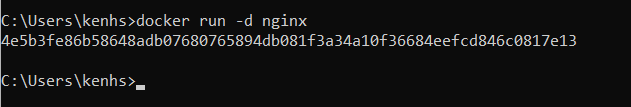 C:\Users\kenhs>docker run -d nginx
4e5b3fe86b58648adb07680765894db081f3a34a10f36684eefcd846c0817e13
C:\Users\kenhs>